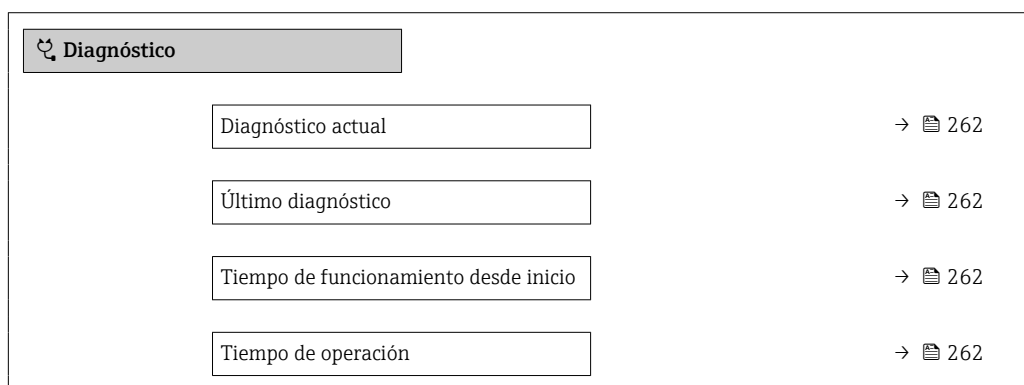 Diagnóstico
Diagnóstico actual → 262
Último diagnóstico → 262
Tiempo de funcionamiento desde inicio → 262
Tiempo de operación → 262